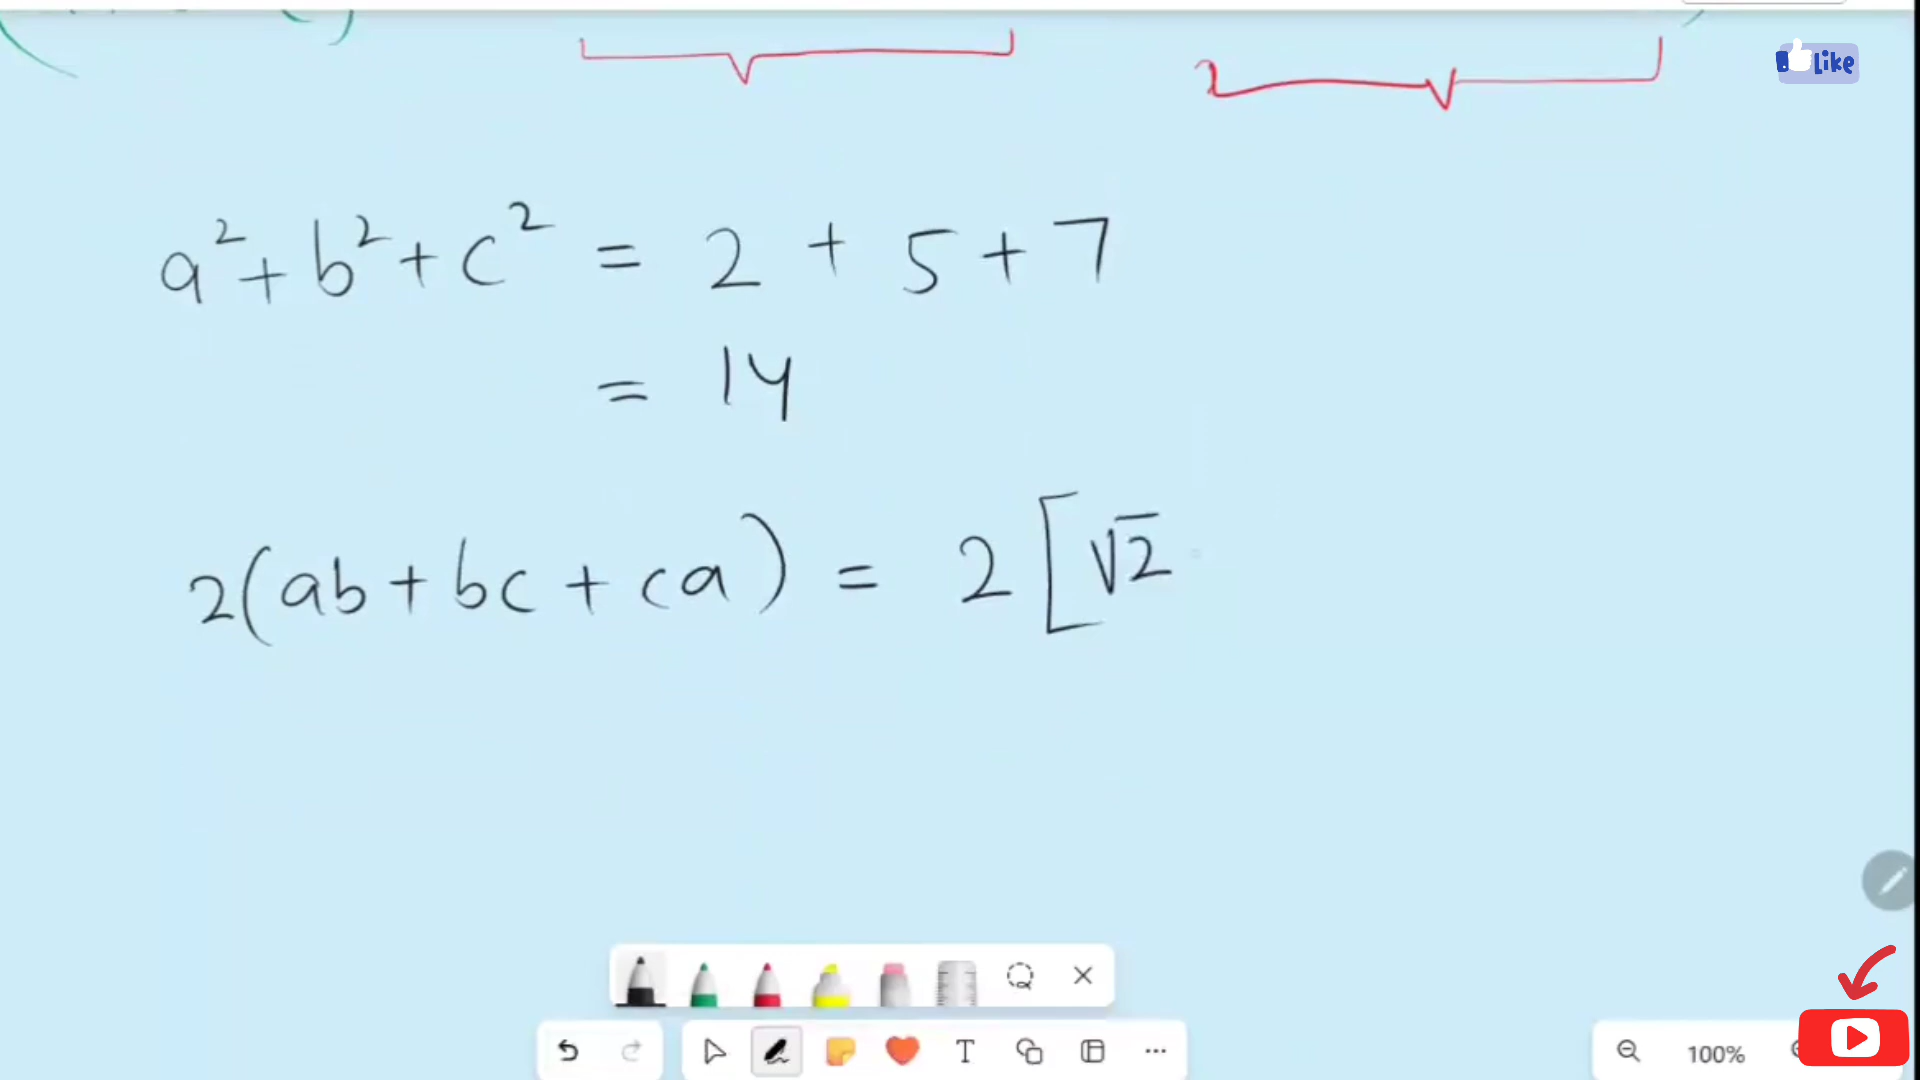 Like
a² + b² + c² = 2 + 5 + 7
= 14
2(ab + bc + ca) = 2[√2
T
100%